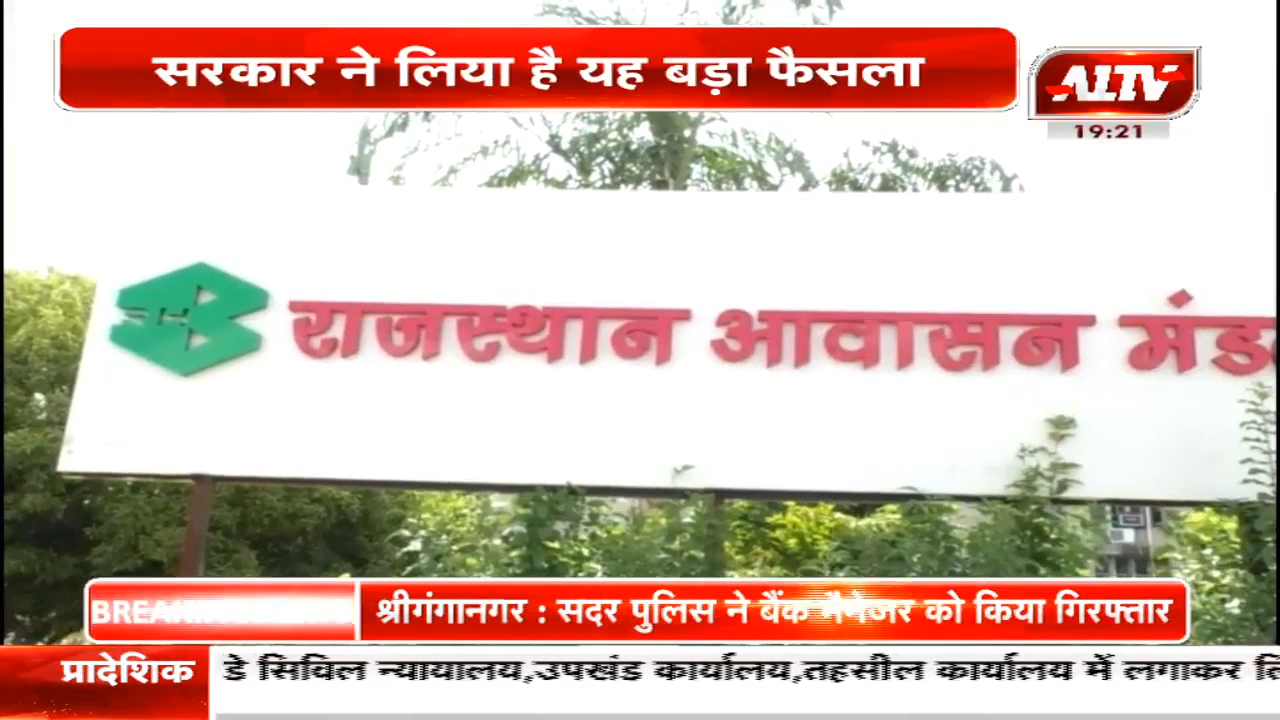 सरकार ने लिया है यह बड़ा फैसला
ALTV
19:21
राजस्थान आवासन
श्रीगंगानगर : सदर पुलिस ने बैंक मैनेजर को किया गिरफ्तार
प्रादेशिक
डे सिविल न्यायालय,उपखंड कार्यालय,तहसील कार्यालय में लगाकर